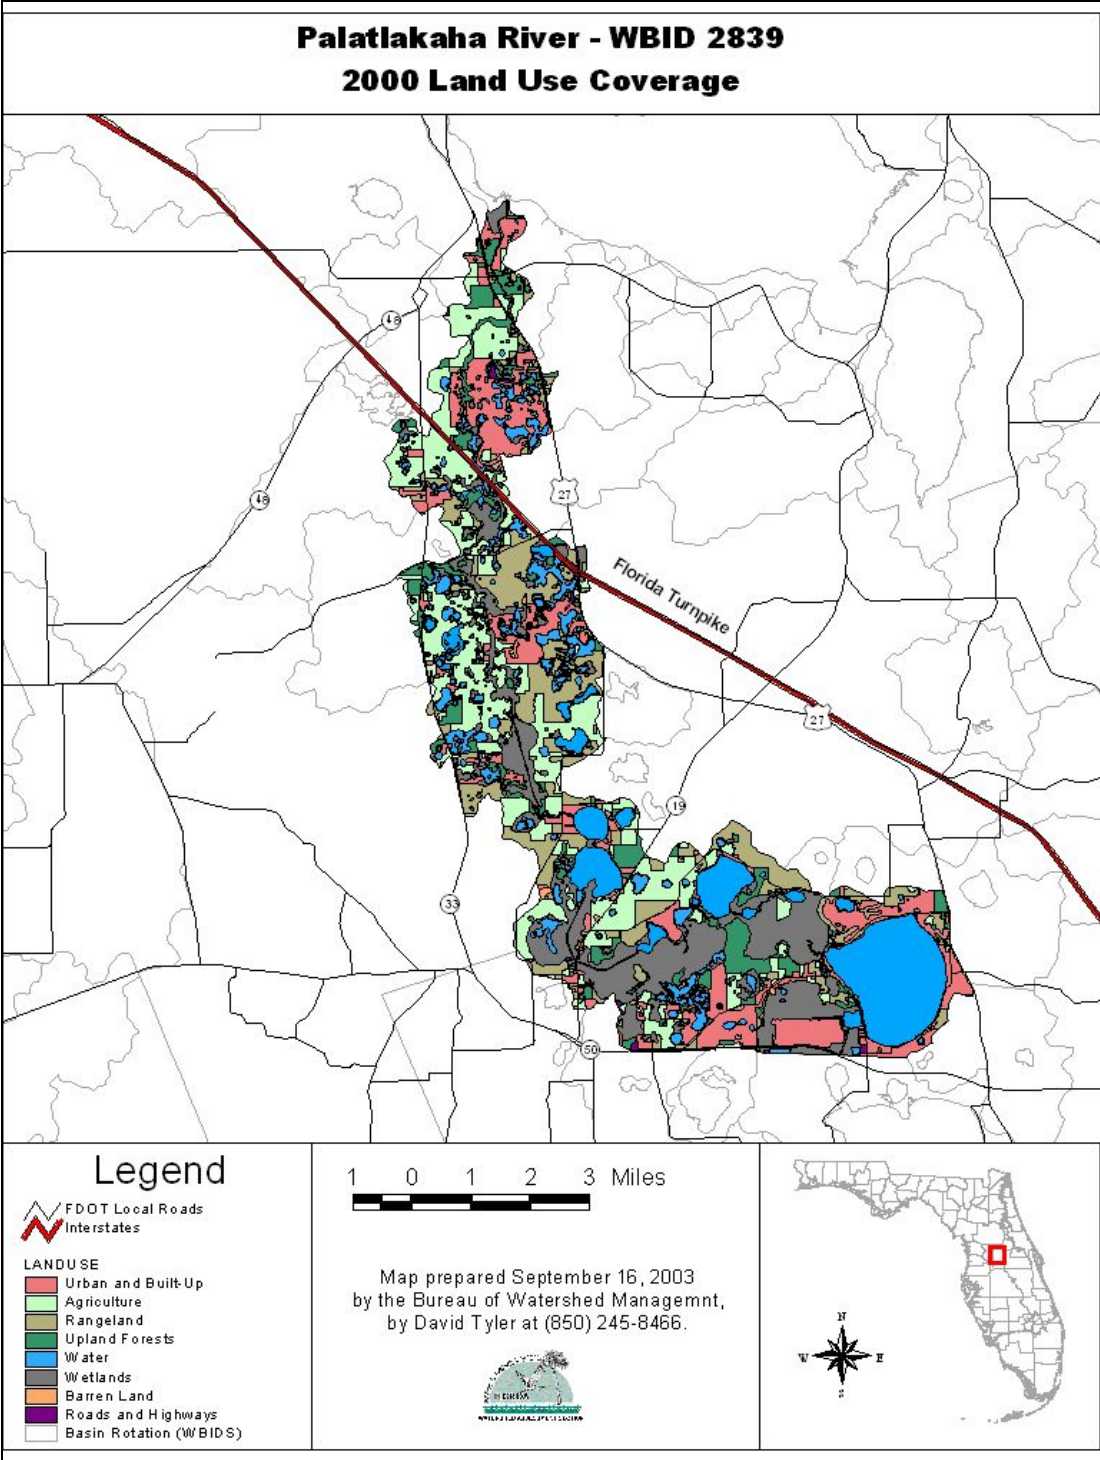 Palatlakaha River - WBID 2839
2000 Land Use Coverage
48
48
27
Florida Turnpike
27
19
33
50
Legend
FDOT Local Roads
Interstates
LANDUSE
Urban and Built-Up
Agriculture
Rangeland
Upland Forests
Water
Wetlands
Barren Land
Roads and Highways
Basin Rotation (WBIDS)
1 0 1 2 3 Miles
Map prepared September 16, 2003
by the Bureau of Watershed Managemnt,
by David Tyler at (850) 245-8466.
FLORIDA
N
W E
S